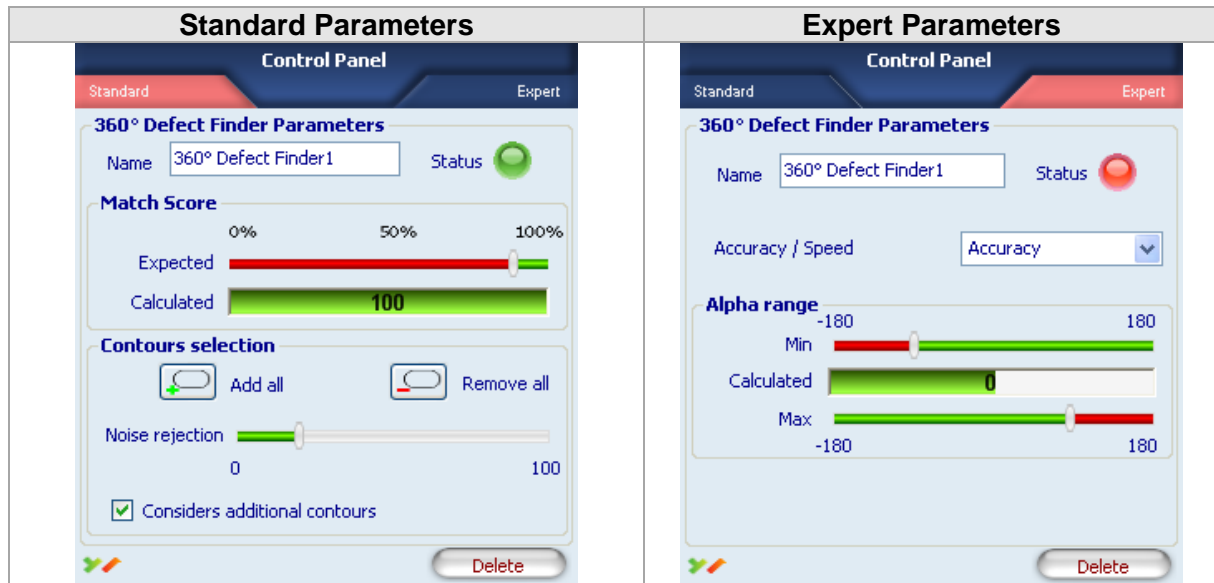 Standard Parameters
Expert Parameters
Control Panel
Standard
Expert
360° Defect Finder Parameters
Name
360° Defect Finder1
Status
Match Score
0%
50%
100%
Expected
Calculated
100
Contours selection
Add all
Remove all
Noise rejection
0
100
Considers additional contours
Delete
Control Panel
Standard
Expert
360° Defect Finder Parameters
Name
360° Defect Finder1
Status
Accuracy / Speed
Accuracy
Alpha range
-180
180
Min
Calculated
0
Max
-180
180
Delete